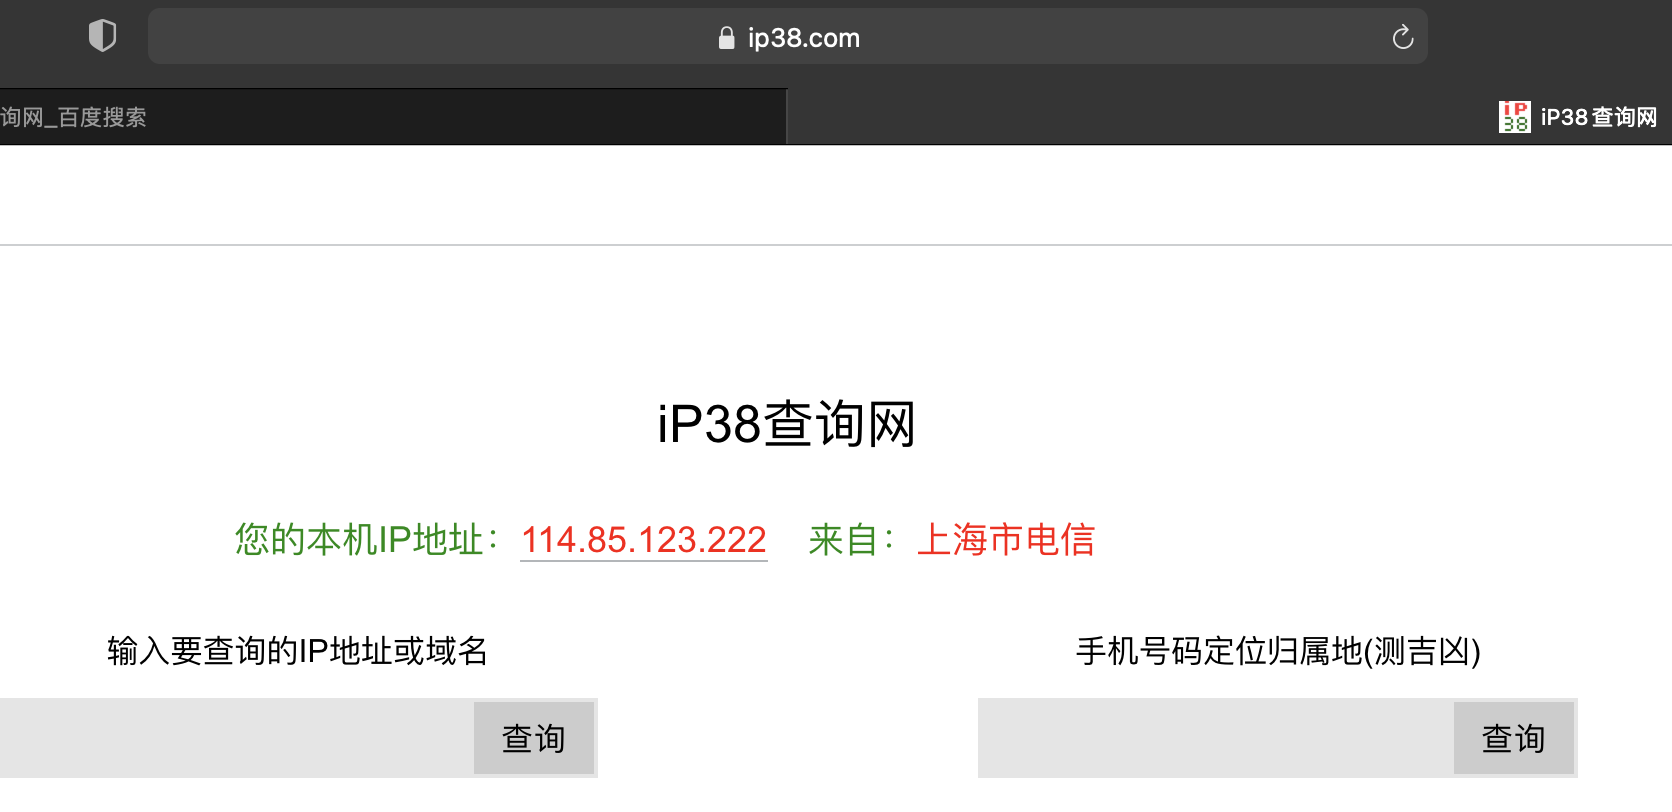 ip38.com
询网_百度搜索
iP38查询网
iP38查询网
您的本机IP地址：114.85.123.222 来自：上海市电信
输入要查询的IP地址或域名
手机号码定位归属地(测吉凶)
查询
查询